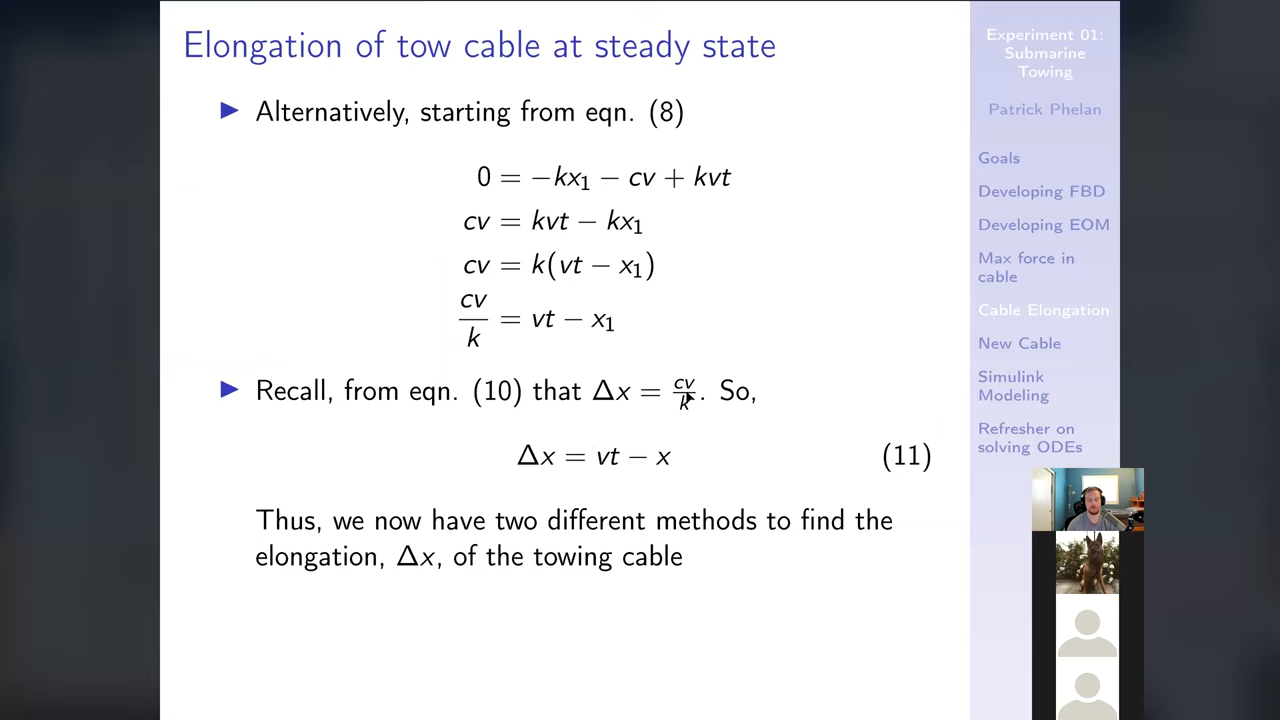 Elongation of tow cable at steady state
▶ Alternatively, starting from eqn. (8)
0 = −kx₁ − cv + kvt
cv = kvt − kx₁
cv = k(vt − x₁)
cv/k = vt − x₁
▶ Recall, from eqn. (10) that Δx = cv/k. So,
Δx = vt − x (11)
Thus, we now have two different methods to find the
elongation, Δx, of the towing cable
Experiment 01:
Submarine
Towing
Patrick Phelan
Goals
Developing FBD
Developing EOM
Max force in
cable
Cable Elongation
New Cable
Simulink
Modeling
Refresher on
solving ODEs